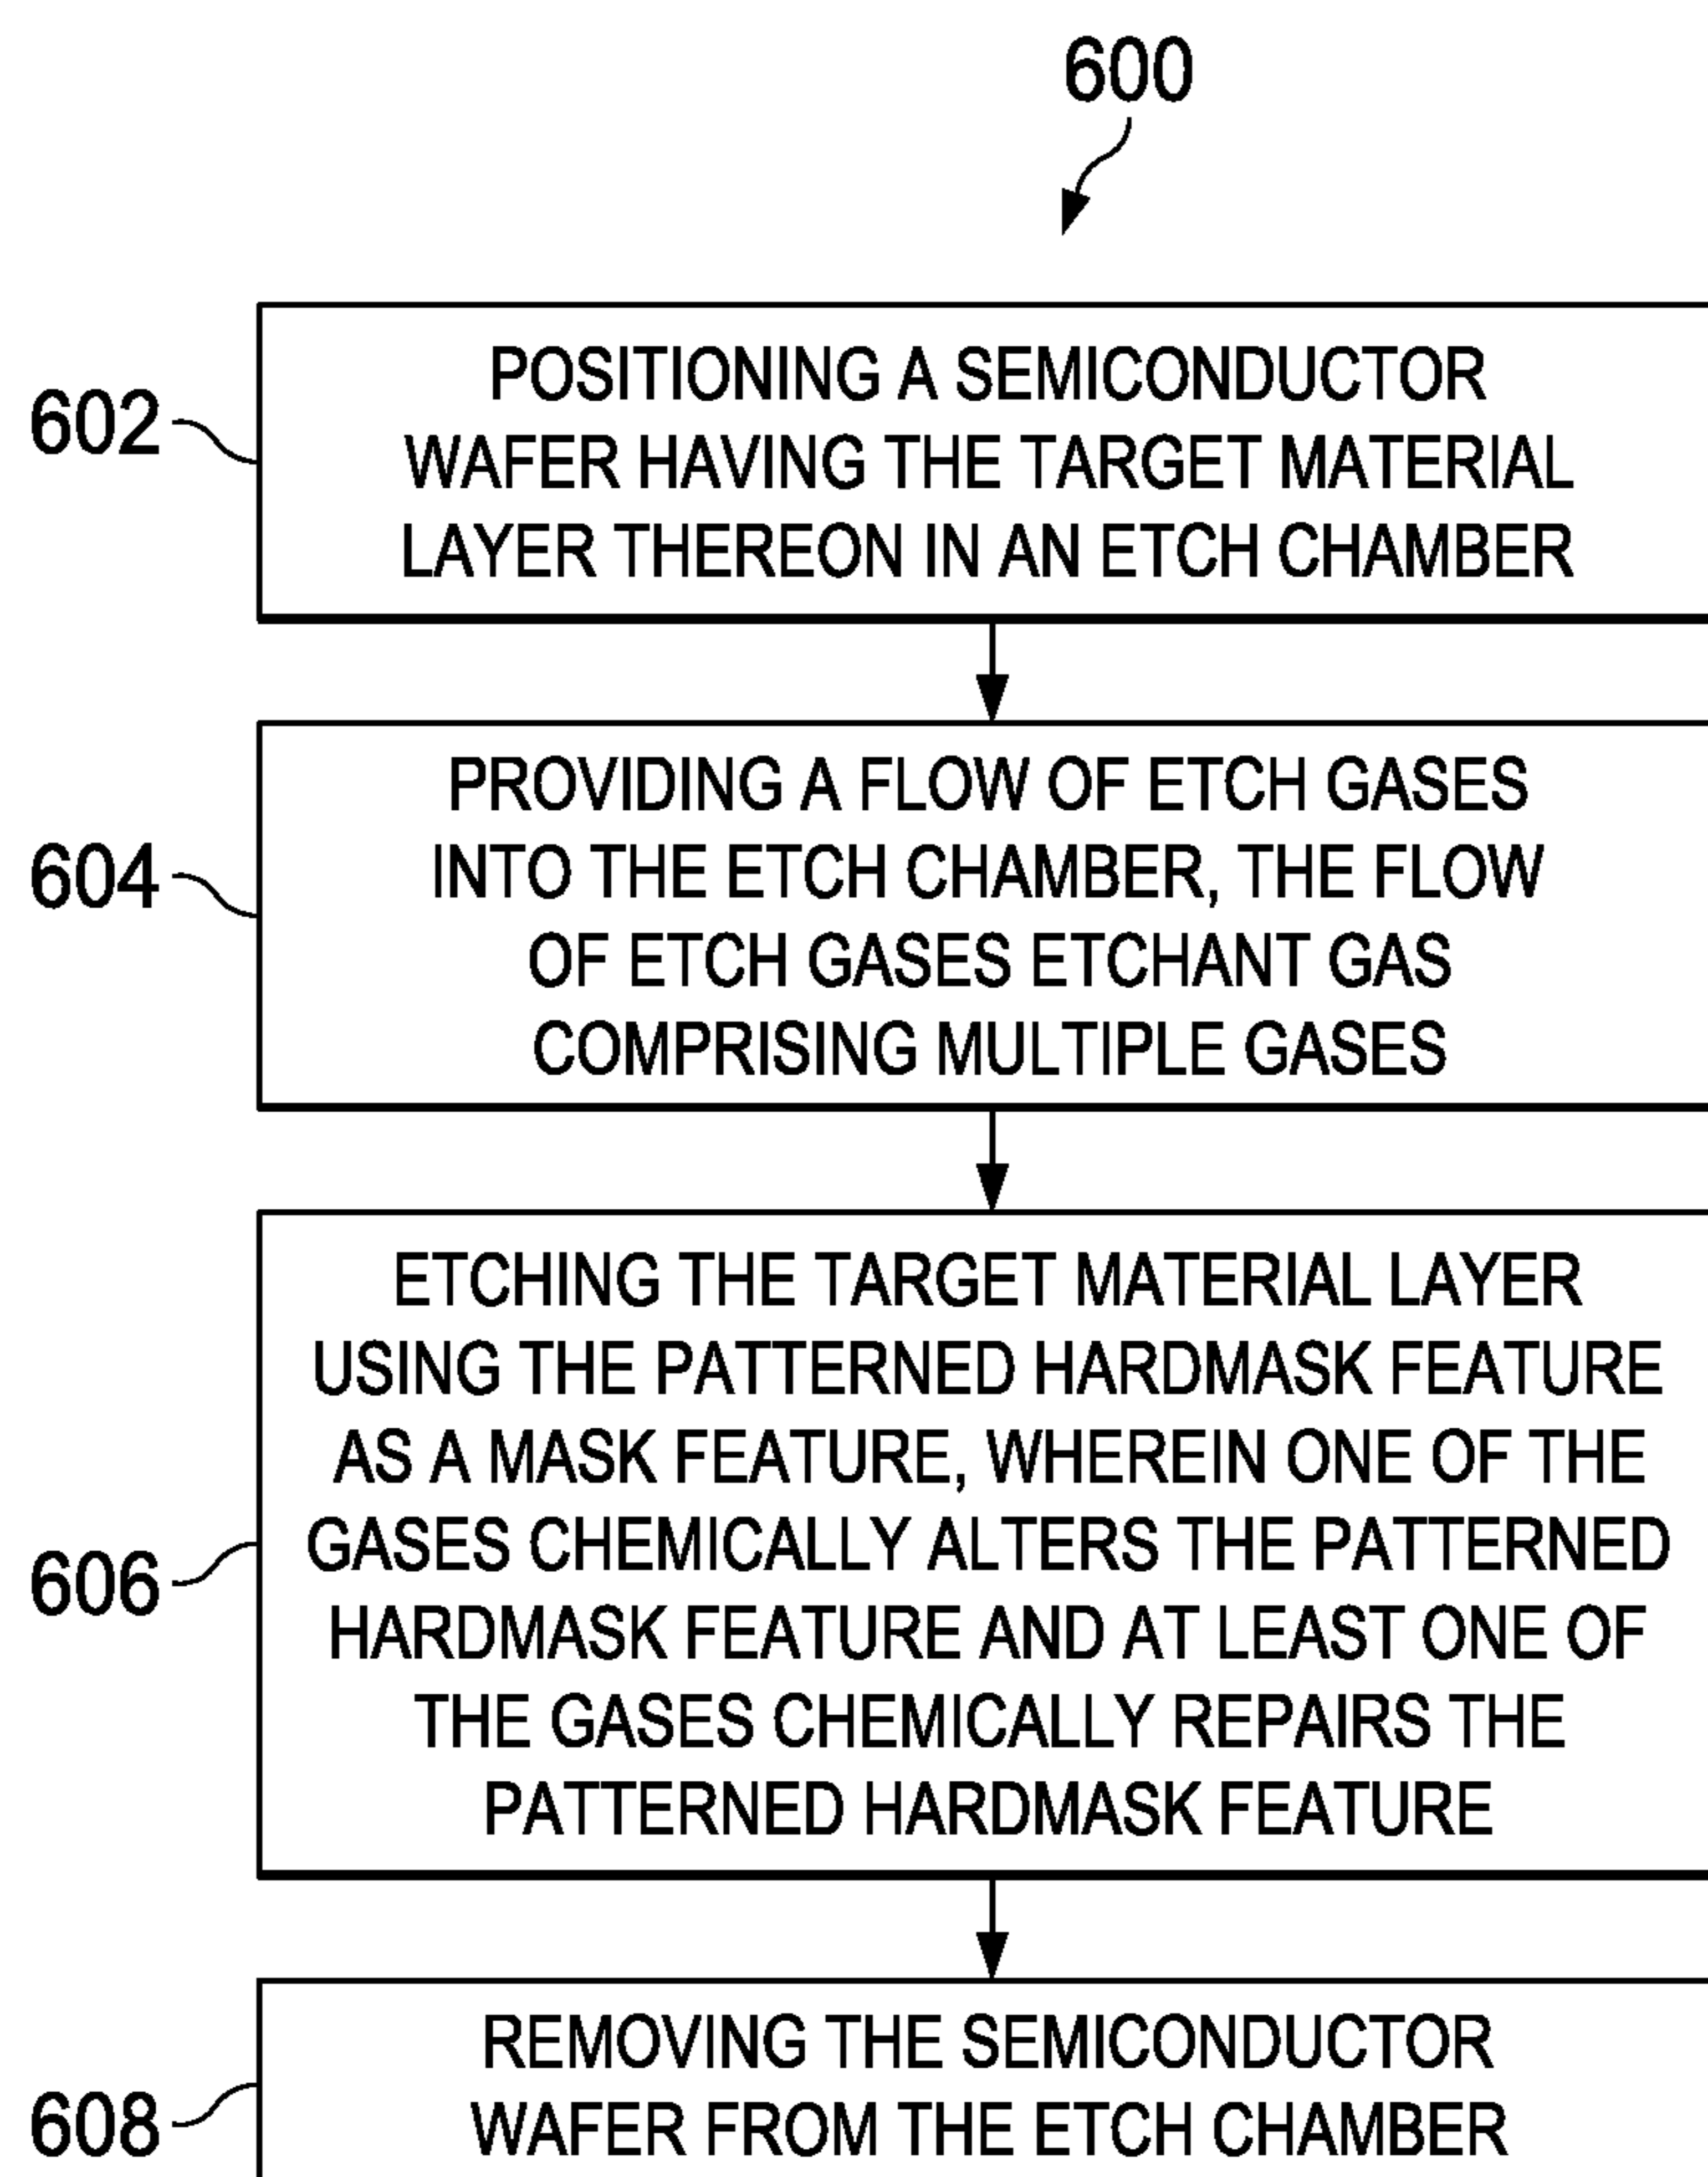 600
602
POSITIONING A SEMICONDUCTOR
WAFER HAVING THE TARGET MATERIAL
LAYER THEREON IN AN ETCH CHAMBER
604
PROVIDING A FLOW OF ETCH GASES
INTO THE ETCH CHAMBER, THE FLOW
OF ETCH GASES ETCHANT GAS
COMPRISING MULTIPLE GASES
606
ETCHING THE TARGET MATERIAL LAYER
USING THE PATTERNED HARDMASK FEATURE
AS A MASK FEATURE, WHEREIN ONE OF THE
GASES CHEMICALLY ALTERS THE PATTERNED
HARDMASK FEATURE AND AT LEAST ONE OF
THE GASES CHEMICALLY REPAIRS THE
PATTERNED HARDMASK FEATURE
608
REMOVING THE SEMICONDUCTOR
WAFER FROM THE ETCH CHAMBER